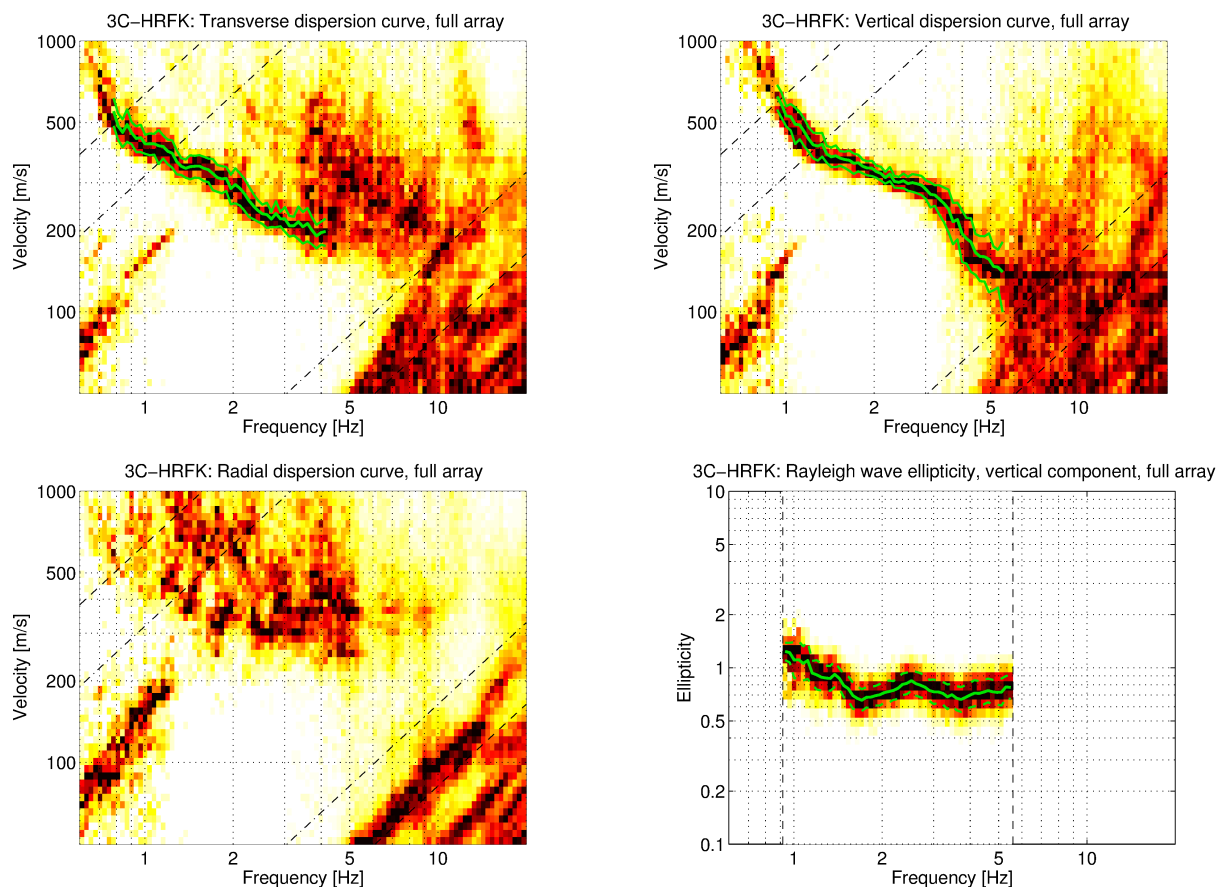 3C−HRFK: Transverse dispersion curve, full array
1000
500
200
100
Velocity [m/s]
1
2
5
10
Frequency [Hz]
3C−HRFK: Vertical dispersion curve, full array
1000
500
200
100
Velocity [m/s]
1
2
5
10
Frequency [Hz]
3C−HRFK: Radial dispersion curve, full array
1000
500
200
100
Velocity [m/s]
1
2
5
10
Frequency [Hz]
3C−HRFK: Rayleigh wave ellipticity, vertical component, full array
10
5
2
1
0.5
0.2
0.1
Ellipticity
1
2
5
10
Frequency [Hz]